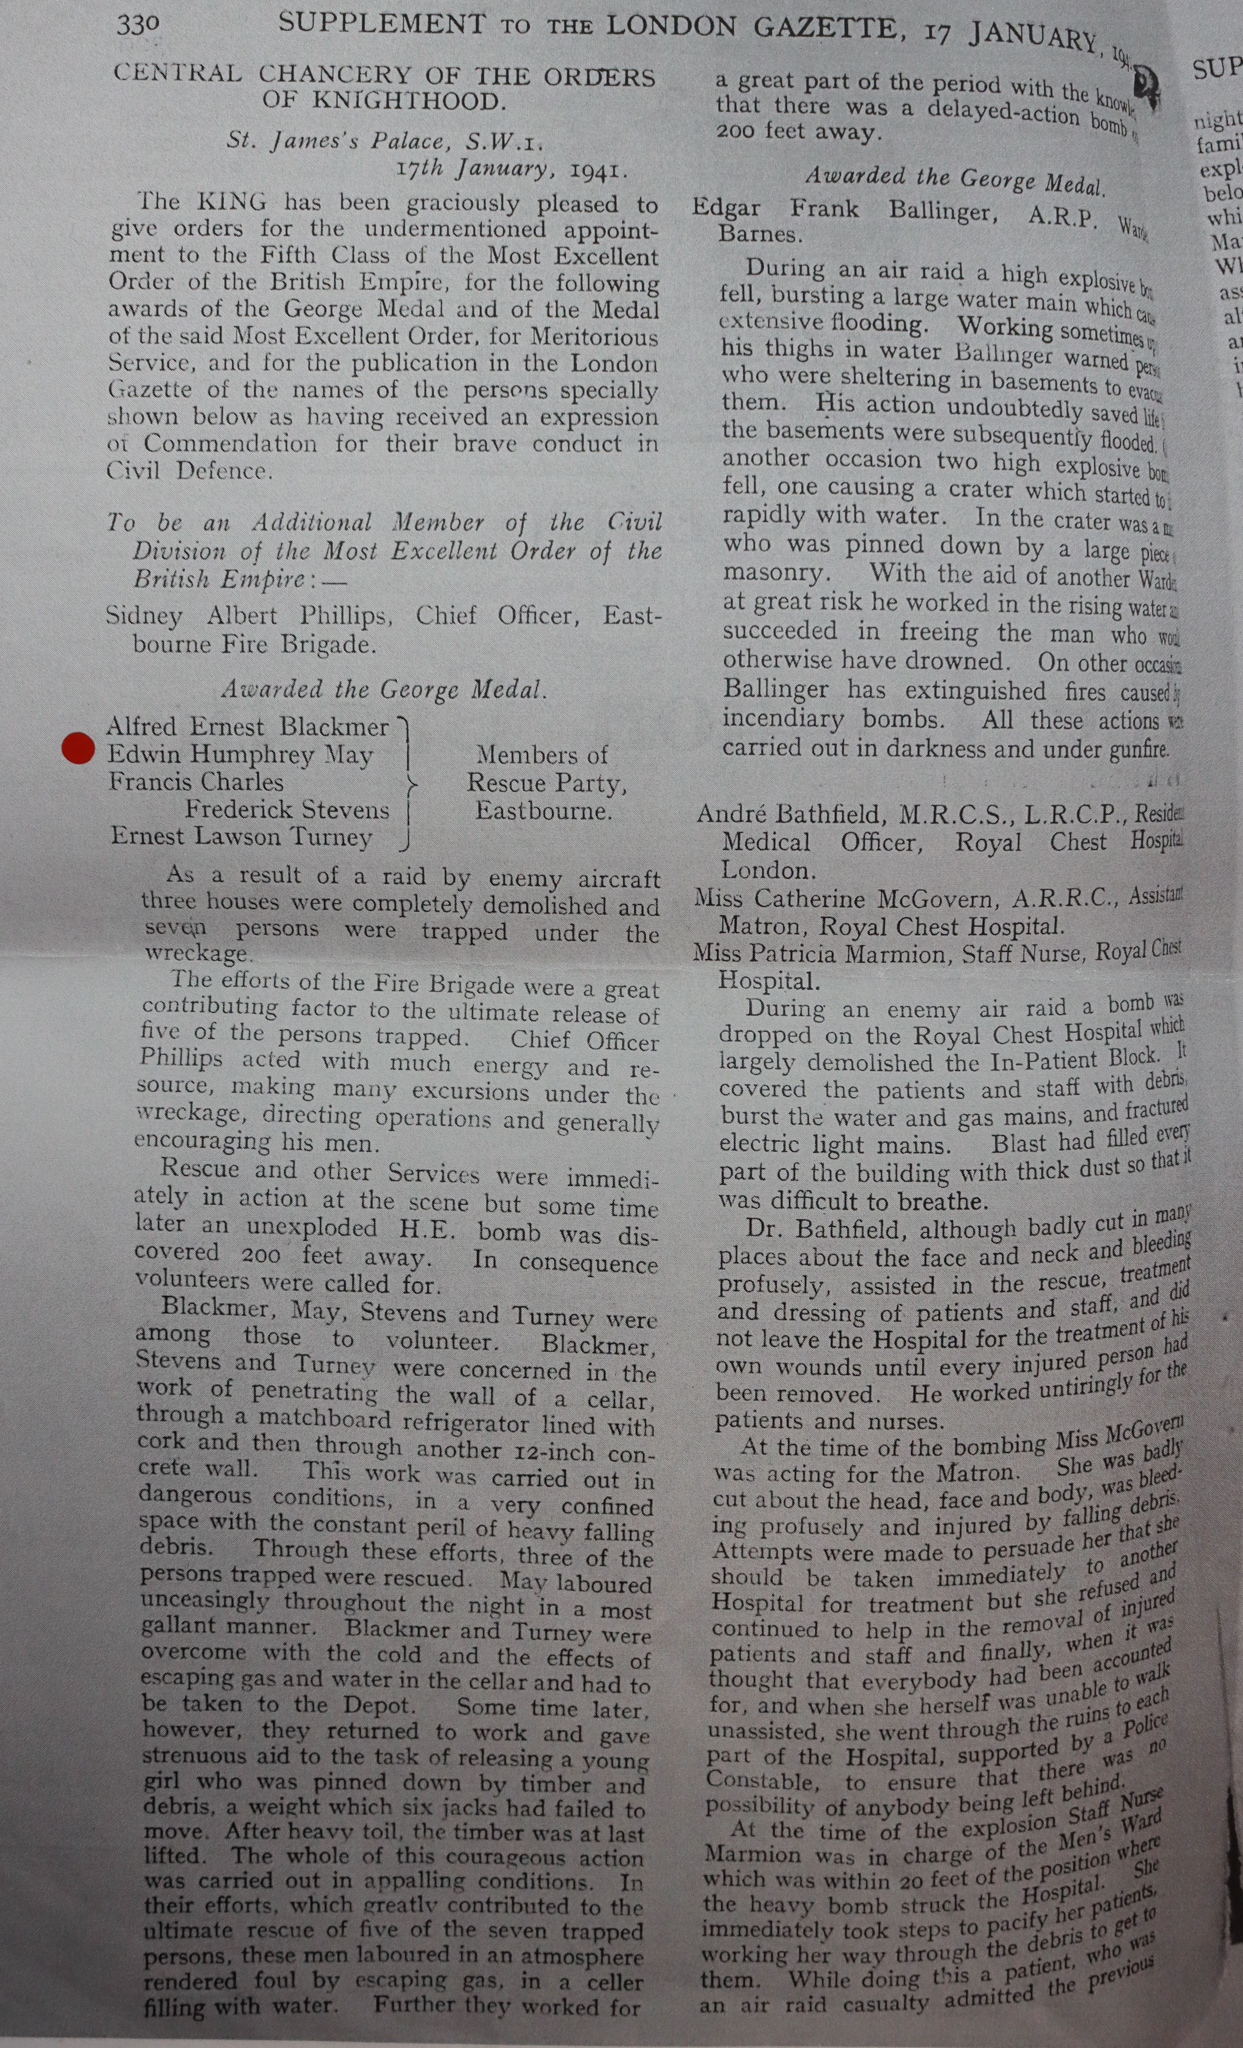 330 SUPPLEMENT TO THE LONDON GAZETTE, 17 JANUARY, 194
CENTRAL CHANCERY OF THE ORDERS
OF KNIGHTHOOD.
St. James's Palace, S.W.1.
17th January, 1941.
The KING has been graciously pleased to
give orders for the undermentioned appoint-
ment to the Fifth Class of the Most Excellent
Order of the British Empire, for the following
awards of the George Medal and of the Medal
of the said Most Excellent Order, for Meritorious
Service, and for the publication in the London
Gazette of the names of the persons specially
shown below as having received an expression
of Commendation for their brave conduct in
Civil Defence.
To be an Additional Member of the Civil
Division of the Most Excellent Order of the
British Empire:—
Sidney Albert Phillips, Chief Officer, East-
bourne Fire Brigade.
Awarded the George Medal.
Alfred Ernest Blackmer
Edwin Humphrey May
Francis Charles
Frederick Stevens
Ernest Lawson Turney
Members of
Rescue Party,
Eastbourne.
As a result of a raid by enemy aircraft
three houses were completely demolished and
seven persons were trapped under the
wreckage.
The efforts of the Fire Brigade were a great
contributing factor to the ultimate release of
five of the persons trapped. Chief Officer
Phillips acted with much energy and re-
source, making many excursions under the
wreckage, directing operations and generally
encouraging his men.
Rescue and other Services were immedi-
ately in action at the scene but some time
later an unexploded H.E. bomb was dis-
covered 200 feet away. In consequence
volunteers were called for.
Blackmer, May, Stevens and Turney were
among those to volunteer. Blackmer,
Stevens and Turney were concerned in the
work of penetrating the wall of a cellar,
through a matchboard refrigerator lined with
cork and then through another 12-inch con-
crete wall. This work was carried out in
dangerous conditions, in a very confined
space with the constant peril of heavy falling
debris. Through these efforts, three of the
persons trapped were rescued. May laboured
unceasingly throughout the night in a most
gallant manner. Blackmer and Turney were
overcome with the cold and the effects of
escaping gas and water in the cellar and had to
be taken to the Depot. Some time later,
however, they returned to work and gave
strenuous aid to the task of releasing a young
girl who was pinned down by timber and
debris, a weight which six jacks had failed to
move. After heavy toil, the timber was at last
lifted. The whole of this courageous action
was carried out in appalling conditions. In
their efforts, which greatly contributed to the
ultimate rescue of five of the seven trapped
persons, these men laboured in an atmosphere
rendered foul by escaping gas, in a celler
filling with water. Further they worked for
a great part of the period with the knowle
that there was a delayed-action bomb
200 feet away.
Awarded the George Medal.
Edgar Frank Ballinger, A.R.P. Warde
Barnes.
During an air raid a high explosive bo
fell, bursting a large water main which cau
extensive flooding. Working sometimes up
his thighs in water Ballinger warned pers
who were sheltering in basements to evacu
them. His action undoubtedly saved life
the basements were subsequently flooded.
another occasion two high explosive bom
fell, one causing a crater which started to
rapidly with water. In the crater was a m
who was pinned down by a large piece
masonry. With the aid of another Warde
at great risk he worked in the rising water an
succeeded in freeing the man who woul
otherwise have drowned. On other occasion
Ballinger has extinguished fires caused by
incendiary bombs. All these actions were
carried out in darkness and under gunfire.
André Bathfield, M.R.C.S., L.R.C.P., Residen
Medical Officer, Royal Chest Hospital
London.
Miss Catherine McGovern, A.R.R.C., Assistant
Matron, Royal Chest Hospital.
Miss Patricia Marmion, Staff Nurse, Royal Chest
Hospital.
During an enemy air raid a bomb was
dropped on the Royal Chest Hospital which
largely demolished the In-Patient Block. It
covered the patients and staff with debris,
burst the water and gas mains, and fractured
electric light mains. Blast had filled every
part of the building with thick dust so that it
was difficult to breathe.
Dr. Bathfield, although badly cut in many
places about the face and neck and bleeding
profusely, assisted in the rescue, treatment
and dressing of patients and staff, and did
not leave the Hospital for the treatment of his
own wounds until every injured person had
been removed. He worked untiringly for the
patients and nurses.
At the time of the bombing Miss McGovern
was acting for the Matron. She was badly
cut about the head, face and body, was bleed-
ing profusely and injured by falling debris.
Attempts were made to persuade her that she
should be taken immediately to another
Hospital for treatment but she refused and
continued to help in the removal of injured
patients and staff and finally, when it was
thought that everybody had been accounted
for, and when she herself was unable to walk
unassisted, she went through the ruins to each
part of the Hospital, supported by a Police
Constable, to ensure that there was no
possibility of anybody being left behind.
At the time of the explosion Staff Nurse
Marmion was in charge of the Men's Ward
which was within 20 feet of the position where
the heavy bomb struck the Hospital. She
immediately took steps to pacify her patients,
working her way through the debris to get to
them. While doing this a patient, who was
an air raid casualty admitted the previous
SUP
night
fami
expl
belo
whi
Ma
Wh
ass
al